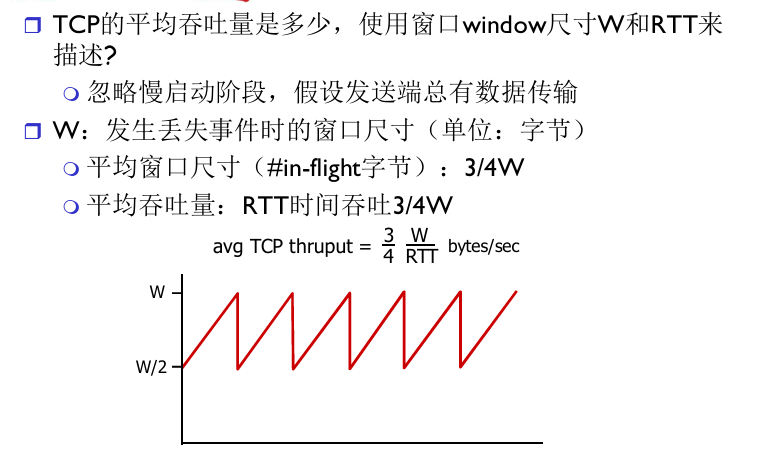 TCP的平均吞吐量是多少，使用窗口window尺寸W和RTT来
描述?
忽略慢启动阶段，假设发送端总有数据传输
W：发生丢失事件时的窗口尺寸（单位：字节）
平均窗口尺寸（#in-flight字节）：3/4W
平均吞吐量：RTT时间吞吐3/4W
avg TCP thruput = 3/4 W/RTT bytes/sec
W
W/2